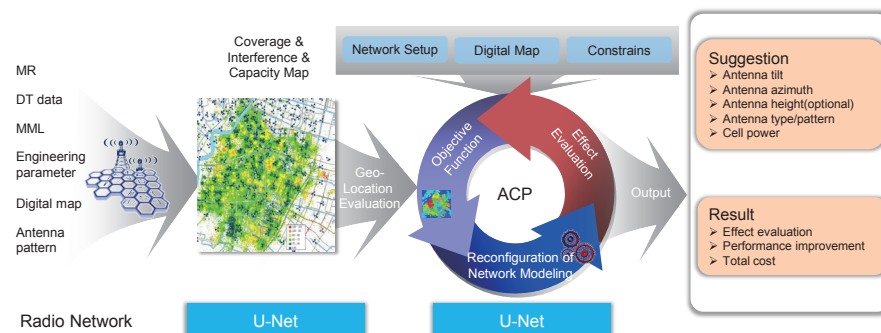 MR
DT data
MML
Engineering
parameter
Digital map
Antenna
pattern
Radio Network
Coverage &
Interference &
Capacity Map
U-Net
Geo-
Location
Evaluation
Network Setup
Digital Map
Constrains
Objective
Function
Effect
Evaluation
ACP
Reconfiguration of
Network Modeling
U-Net
Output
Suggestion
➢ Antenna tilt
➢ Antenna azimuth
➢ Antenna height(optional)
➢ Antenna type/pattern
➢ Cell power
Result
➢ Effect evaluation
➢ Performance improvement
➢ Total cost